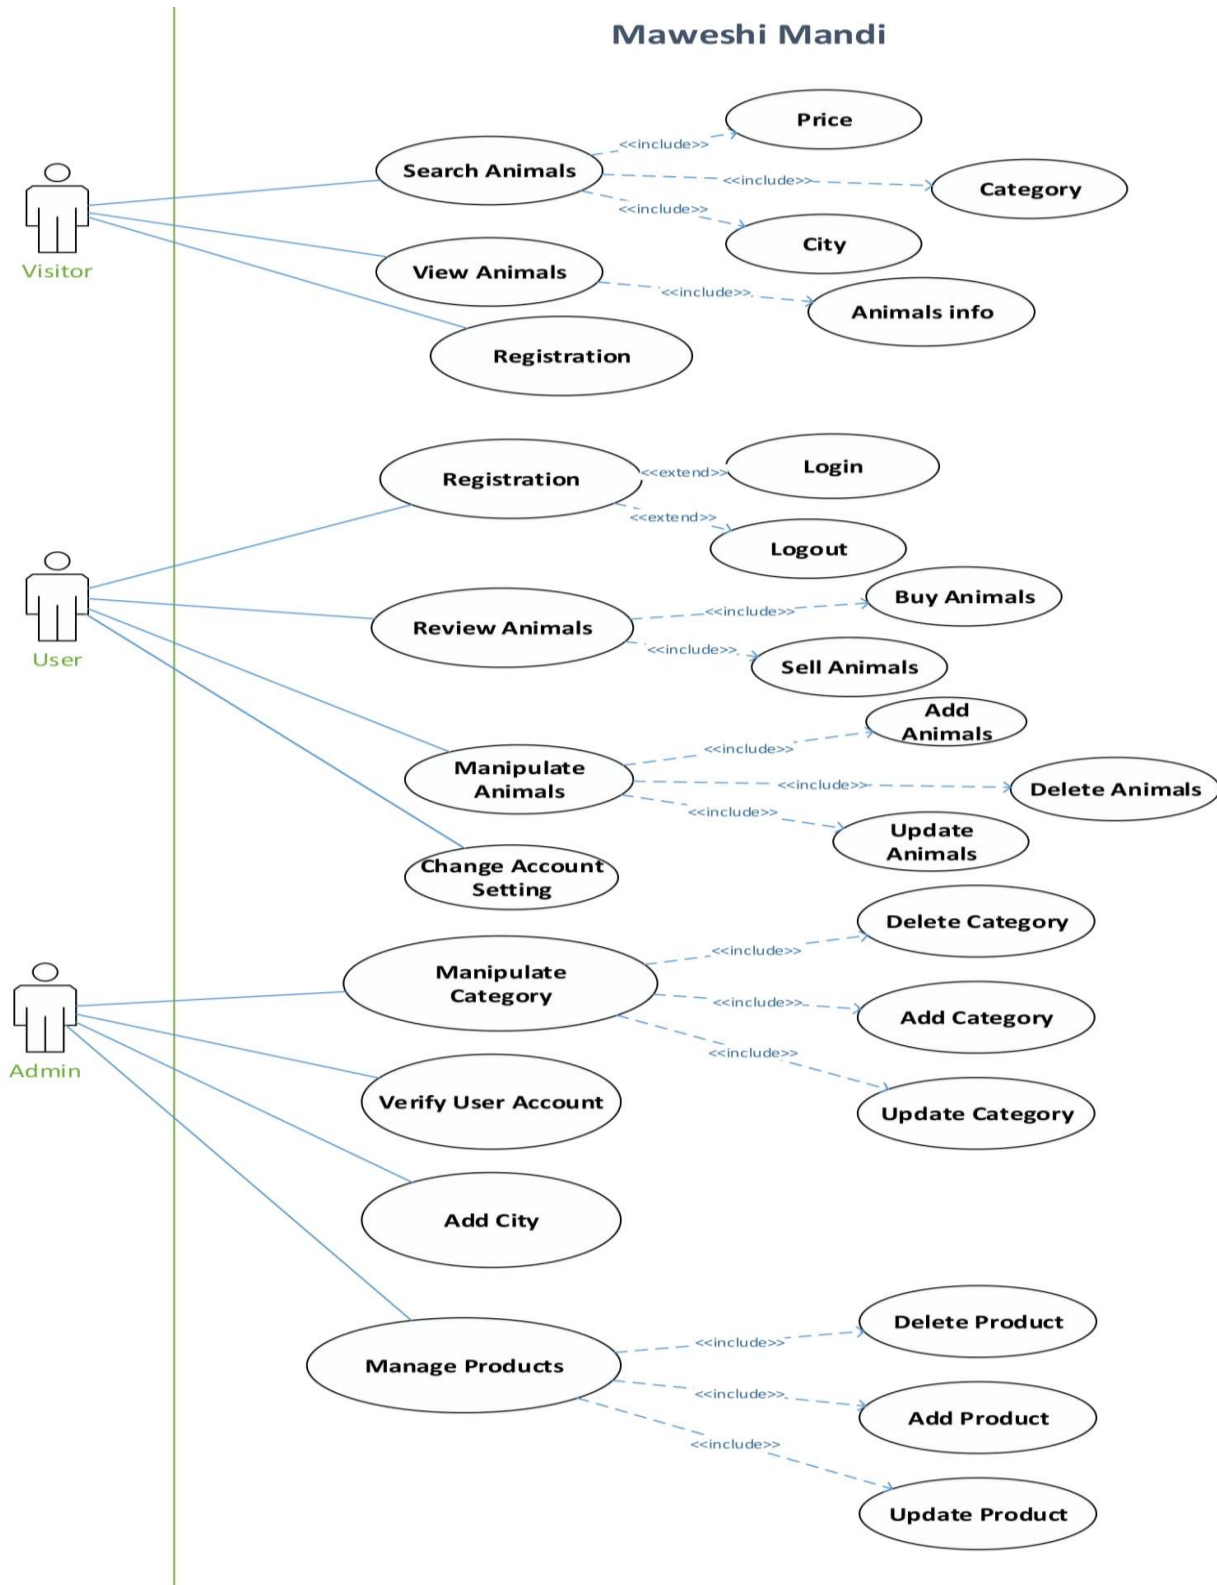 Maweshi Mandi
Price
<<include>>
Search Animals
<<include>>
Category
<<include>>
City
Visitor
View Animals
<<include>>
Animals info
Registration
Registration
<<extend>>
Login
<<extend>>
Logout
User
Review Animals
<<include>>
Buy Animals
<<include>>
Sell Animals
Add
Animals
<<include>>
Manipulate
Animals
<<include>>
Delete Animals
<<include>>
Update
Animals
Change Account
Setting
Delete Category
<<include>>
Manipulate
Category
<<include>>
Add Category
<<include>>
Update Category
Admin
Verify User Account
Add City
Delete Product
<<include>>
Manage Products
<<include>>
Add Product
<<include>>
Update Product